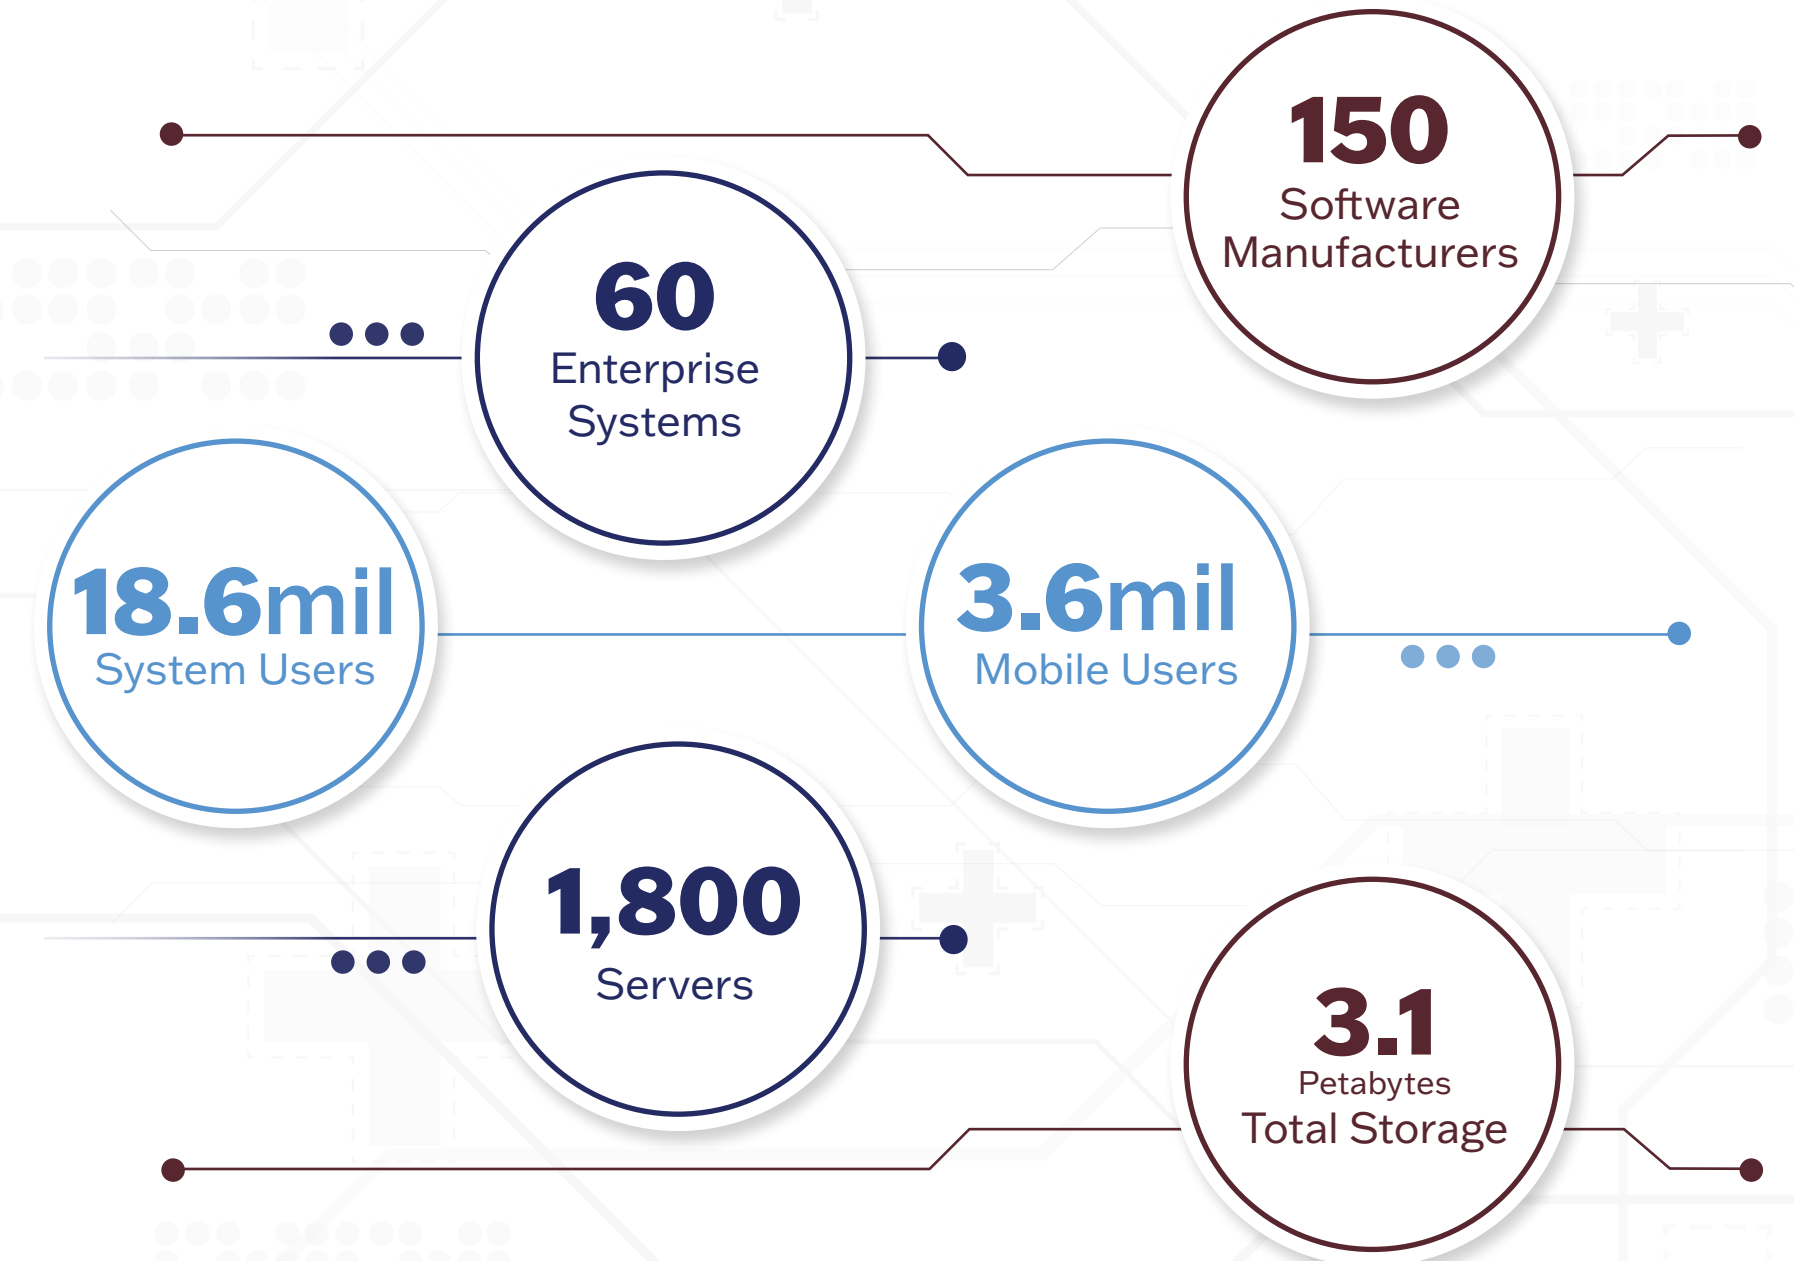 150
Software
Manufacturers
60
Enterprise
Systems
18.6mil
System Users
3.6mil
Mobile Users
1,800
Servers
3.1
Petabytes
Total Storage